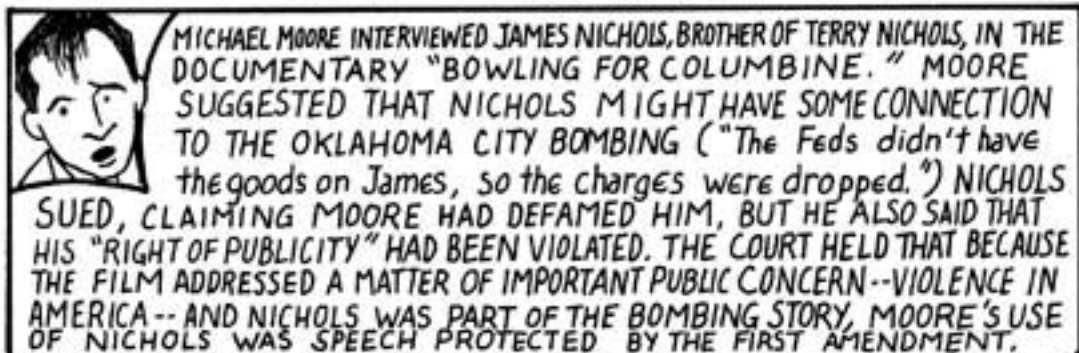 MICHAEL MOORE INTERVIEWED JAMES NICHOLS, BROTHER OF TERRY NICHOLS, IN THE
DOCUMENTARY "BOWLING FOR COLUMBINE." MOORE
SUGGESTED THAT NICHOLS MIGHT HAVE SOME CONNECTION
TO THE OKLAHOMA CITY BOMBING ("The Feds didn't have
the goods on James, so the charges were dropped.") NICHOLS
SUED, CLAIMING MOORE HAD DEFAMED HIM, BUT HE ALSO SAID THAT
HIS "RIGHT OF PUBLICITY" HAD BEEN VIOLATED. THE COURT HELD THAT BECAUSE
THE FILM ADDRESSED A MATTER OF IMPORTANT PUBLIC CONCERN--VIOLENCE IN
AMERICA--AND NICHOLS WAS PART OF THE BOMBING STORY, MOORE'S USE
OF NICHOLS WAS SPEECH PROTECTED BY THE FIRST AMENDMENT.